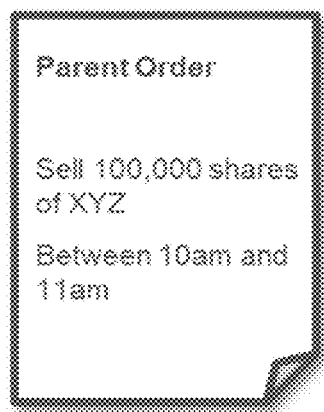 Parent Order
Sell 100,000 shares
of XYZ
Between 10am and
11am